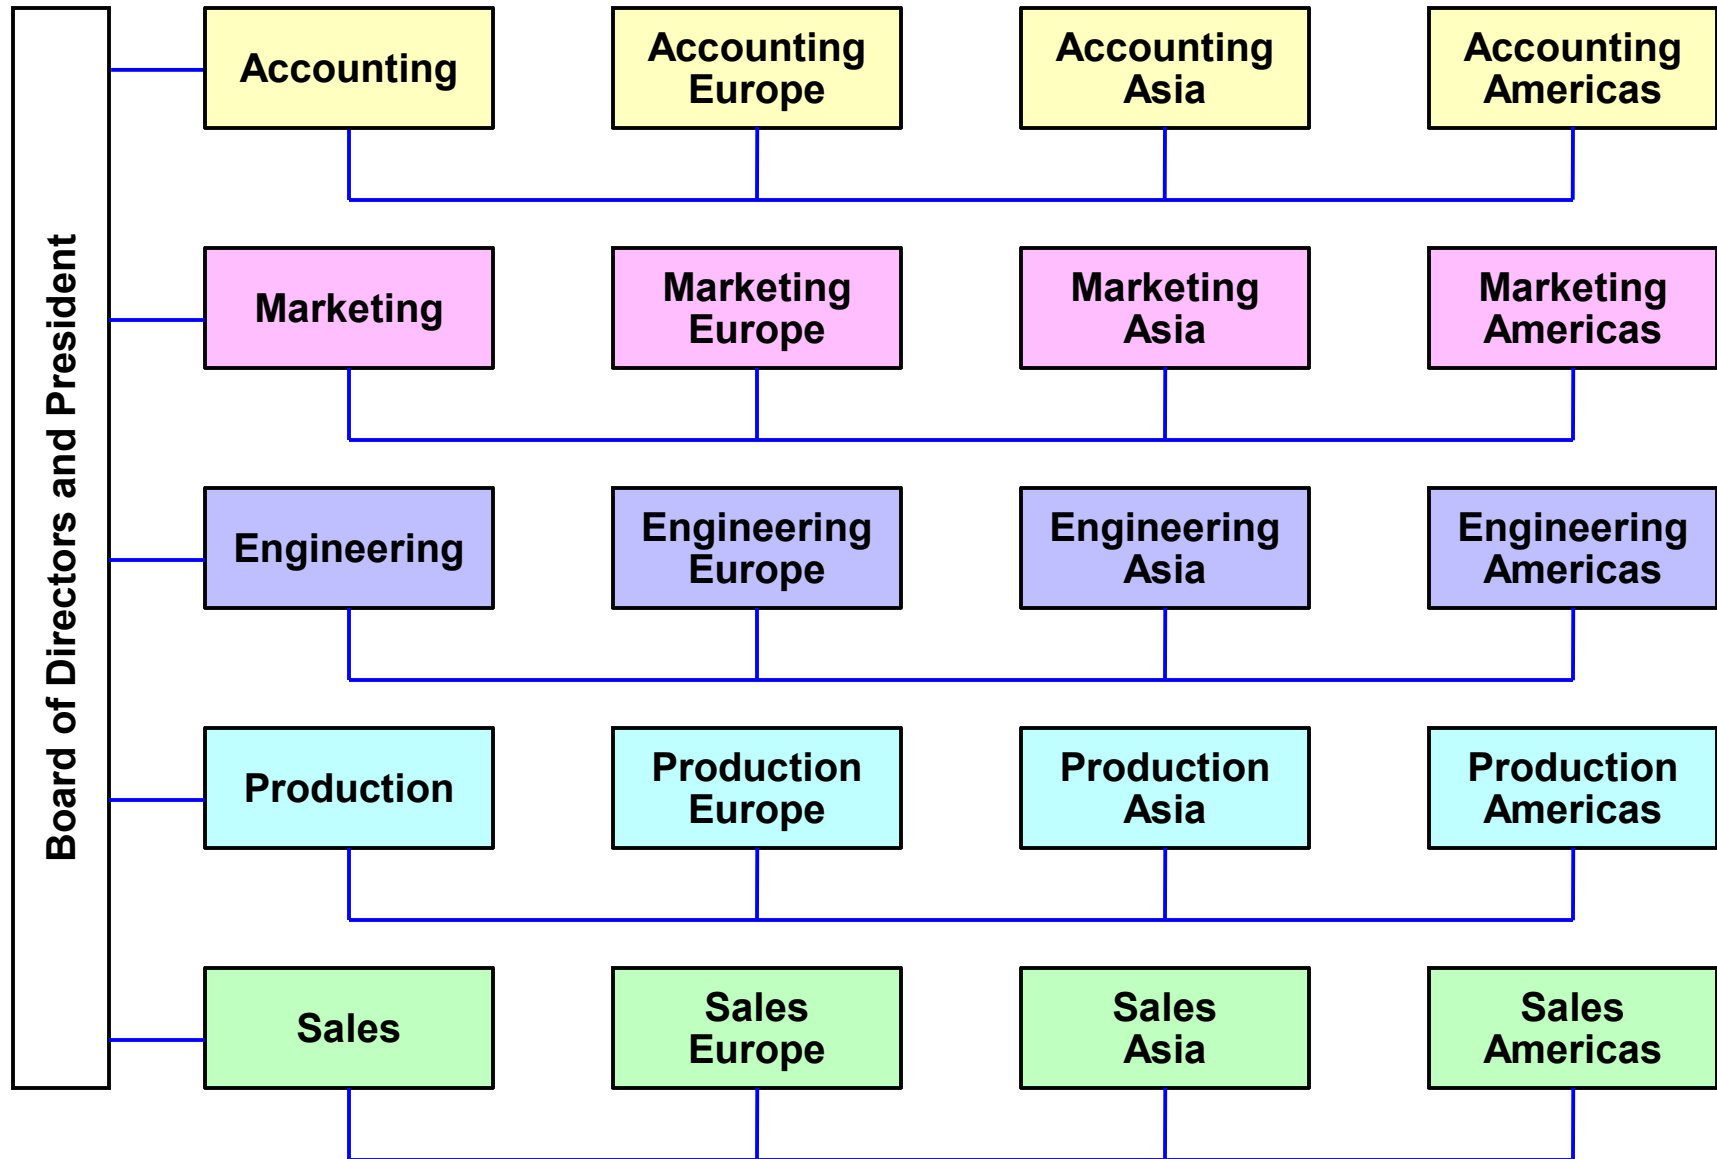 Board of Directors and President
Accounting
Accounting
Europe
Accounting
Asia
Accounting
Americas
Marketing
Marketing
Europe
Marketing
Asia
Marketing
Americas
Engineering
Engineering
Europe
Engineering
Asia
Engineering
Americas
Production
Production
Europe
Production
Asia
Production
Americas
Sales
Sales
Europe
Sales
Asia
Sales
Americas